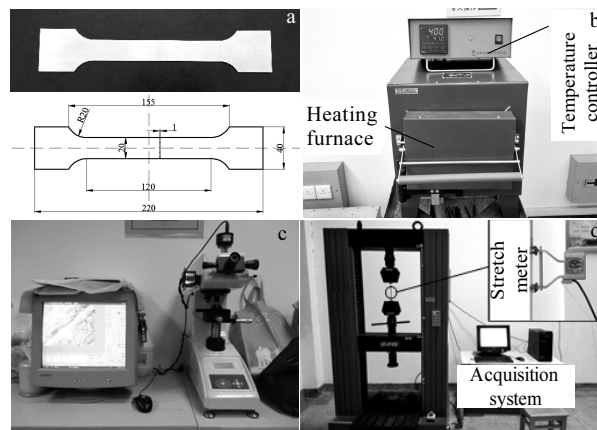 a
155
R20
1
20
40
120
220
b
400
Temperature
controller
Heating
furnace
c
d
Stretch
meter
Acquisition
system